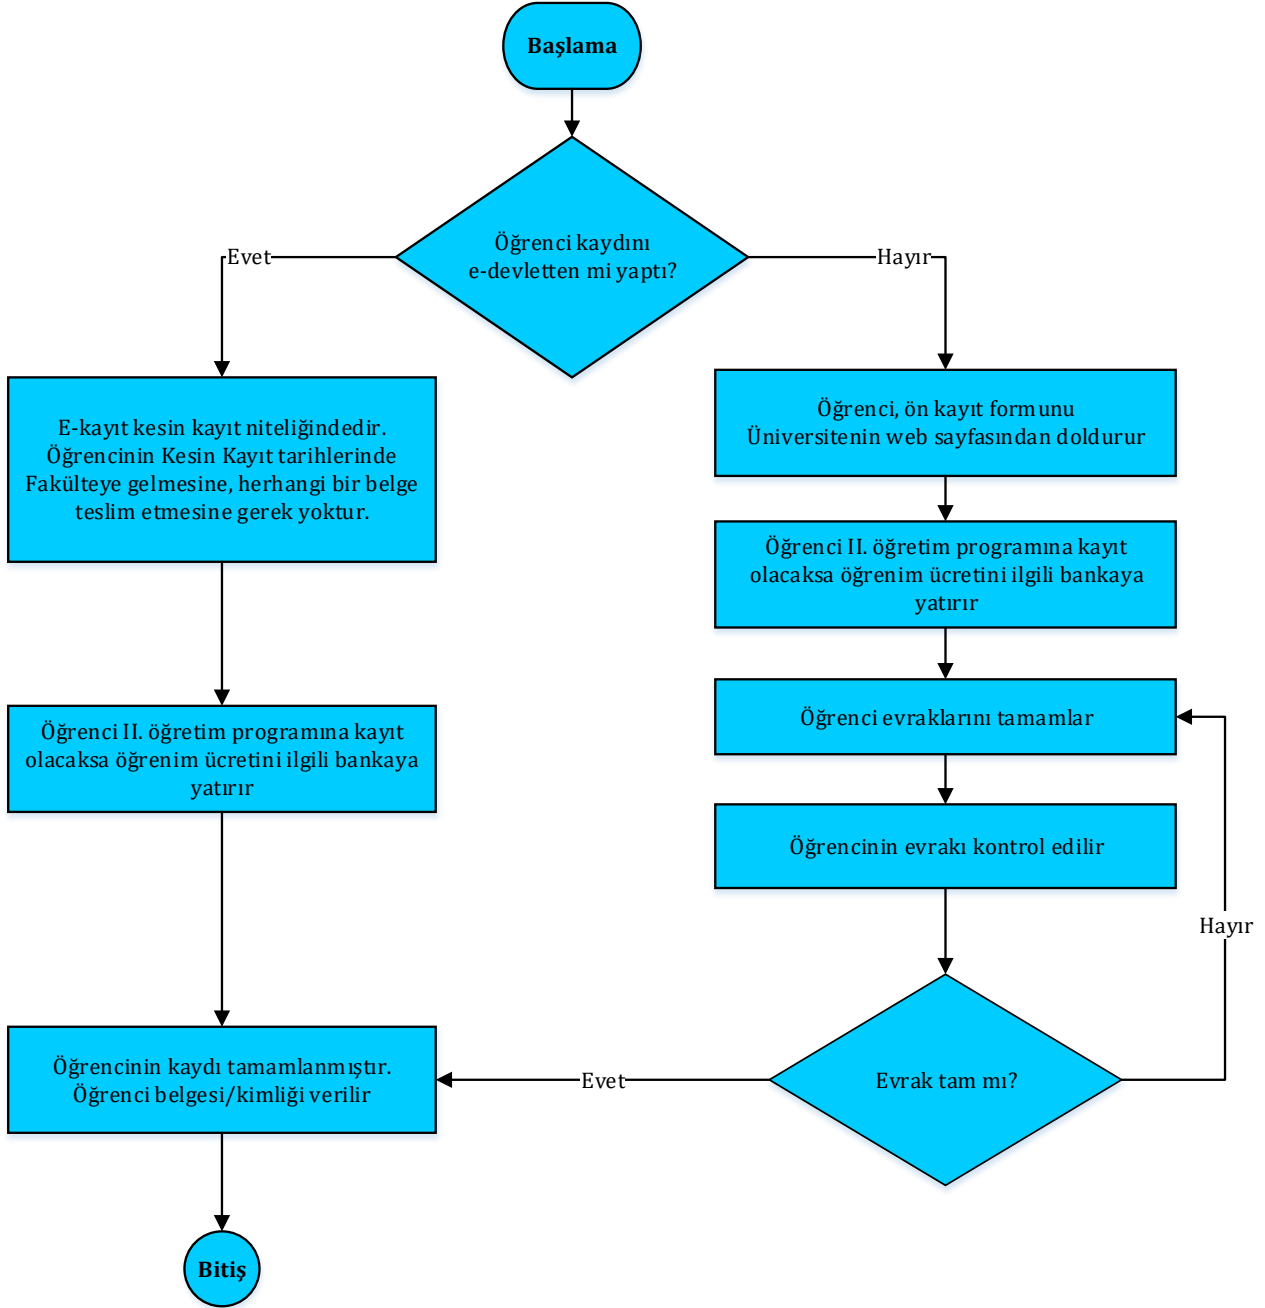 Başlama
Öğrenci kaydını
e-devletten mi yaptı?
Evet
Hayır
E-kayıt kesin kayıt niteliğindedir.
Öğrencinin Kesin Kayıt tarihlerinde
Fakülteye gelmesine, herhangi bir belge
teslim etmesine gerek yoktur.
Öğrenci II. öğretim programına kayıt
olacaksa öğrenim ücretini ilgili bankaya
yatırır
Öğrenci, ön kayıt formunu
Üniversitenin web sayfasından doldurur
Öğrenci II. öğretim programına kayıt
olacaksa öğrenim ücretini ilgili bankaya
yatırır
Öğrenci evraklarını tamamlar
Öğrencinin evrakı kontrol edilir
Hayır
Evrak tam mı?
Evet
Öğrencinin kaydı tamamlanmıştır.
Öğrenci belgesi/kimliği verilir
Bitiş